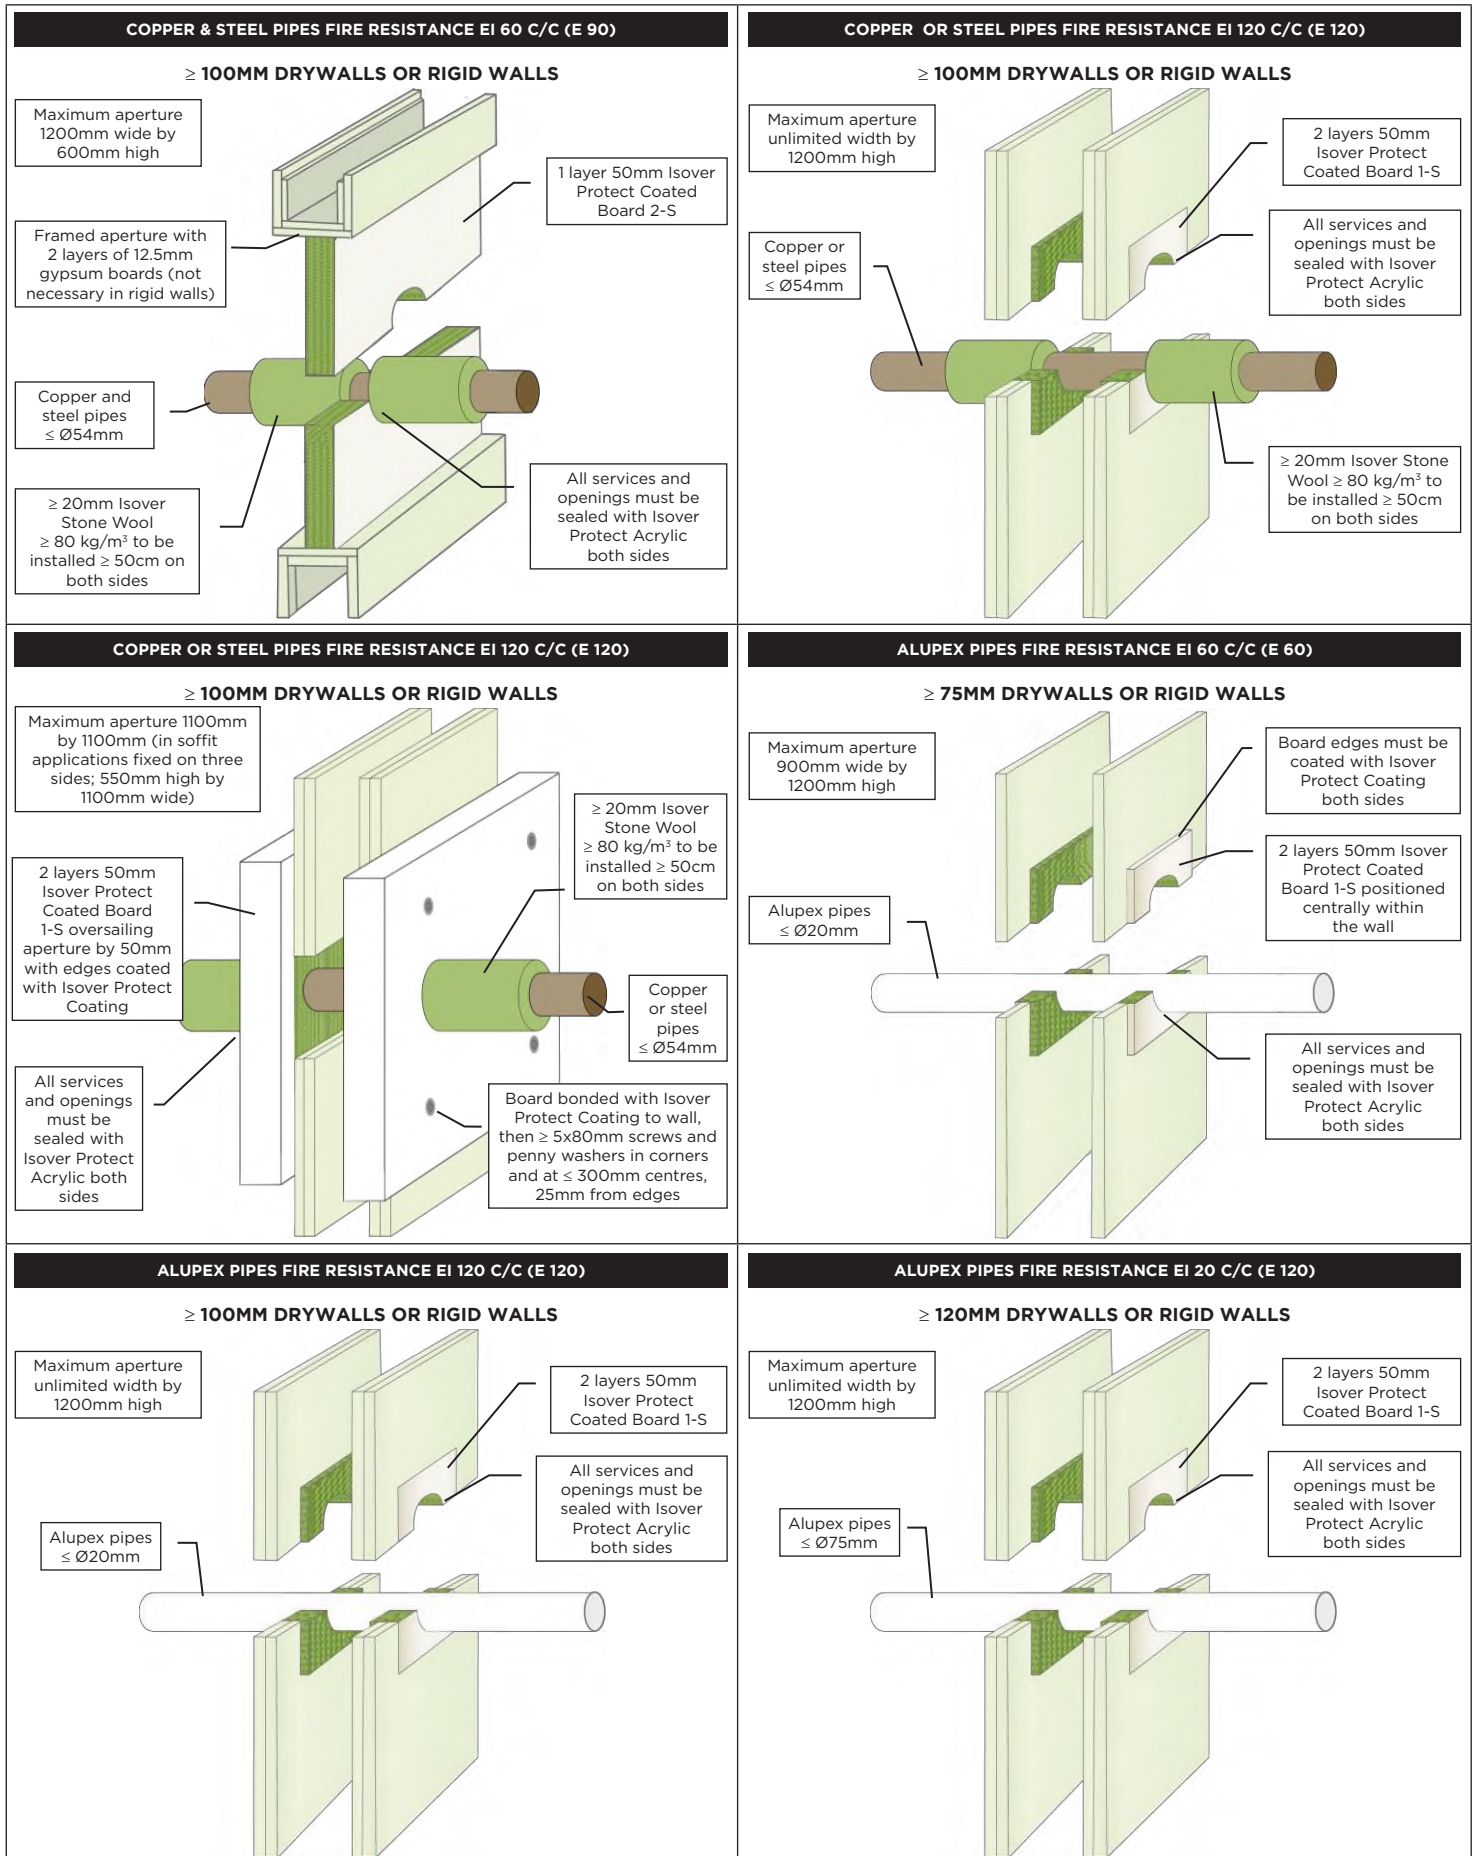 COPPER & STEEL PIPES FIRE RESISTANCE EI 60 C/C (E 90)
≥ 100MM DRYWALLS OR RIGID WALLS
Maximum aperture
1200mm wide by
600mm high
1 layer 50mm Isover
Protect Coated
Board 2-S
Framed aperture with
2 layers of 12.5mm
gypsum boards (not
necessary in rigid walls)
Copper and
steel pipes
≤ Ø54mm
≥ 20mm Isover
Stone Wool
≥ 80 kg/m³ to be
installed ≥ 50cm on
both sides
All services and
openings must be
sealed with Isover
Protect Acrylic
both sides
COPPER  OR STEEL PIPES FIRE RESISTANCE EI 120 C/C (E 120)
≥ 100MM DRYWALLS OR RIGID WALLS
Maximum aperture
unlimited width by
1200mm high
2 layers 50mm
Isover Protect
Coated Board 1-S
Copper or
steel pipes
≤ Ø54mm
All services and
openings must be
sealed with Isover
Protect Acrylic
both sides
≥ 20mm Isover Stone
Wool ≥ 80 kg/m³ to
be installed ≥ 50cm
on both sides
COPPER OR STEEL PIPES FIRE RESISTANCE EI 120 C/C (E 120)
≥ 100MM DRYWALLS OR RIGID WALLS
Maximum aperture 1100mm
by 1100mm (in soffit
applications fixed on three
sides; 550mm high by
1100mm wide)
≥ 20mm Isover
Stone Wool
≥ 80 kg/m³ to be
installed ≥ 50cm
on both sides
2 layers 50mm
Isover Protect
Coated Board
1-S oversailing
aperture by 50mm
with edges coated
with Isover Protect
Coating
Copper
or steel
pipes
≤ Ø54mm
All services
and openings
must be
sealed with
Isover Protect
Acrylic both
sides
Board bonded with Isover
Protect Coating to wall,
then ≥ 5x80mm screws and
penny washers in corners
and at ≤ 300mm centres,
25mm from edges
ALUPEX PIPES FIRE RESISTANCE EI 60 C/C (E 60)
≥ 75MM DRYWALLS OR RIGID WALLS
Maximum aperture
900mm wide by
1200mm high
Board edges must be
coated with Isover
Protect Coating
both sides
2 layers 50mm Isover
Protect Coated
Board 1-S positioned
centrally within
the wall
Alupex pipes
≤ Ø20mm
All services and
openings must be
sealed with Isover
Protect Acrylic
both sides
ALUPEX PIPES FIRE RESISTANCE EI 120 C/C (E 120)
≥ 100MM DRYWALLS OR RIGID WALLS
Maximum aperture
unlimited width by
1200mm high
2 layers 50mm
Isover Protect
Coated Board 1-S
All services and
openings must be
sealed with Isover
Protect Acrylic
both sides
Alupex pipes
≤ Ø20mm
ALUPEX PIPES FIRE RESISTANCE EI 20 C/C (E 120)
≥ 120MM DRYWALLS OR RIGID WALLS
Maximum aperture
unlimited width by
1200mm high
2 layers 50mm
Isover Protect
Coated Board 1-S
All services and
openings must be
sealed with Isover
Protect Acrylic
both sides
Alupex pipes
≤ Ø75mm